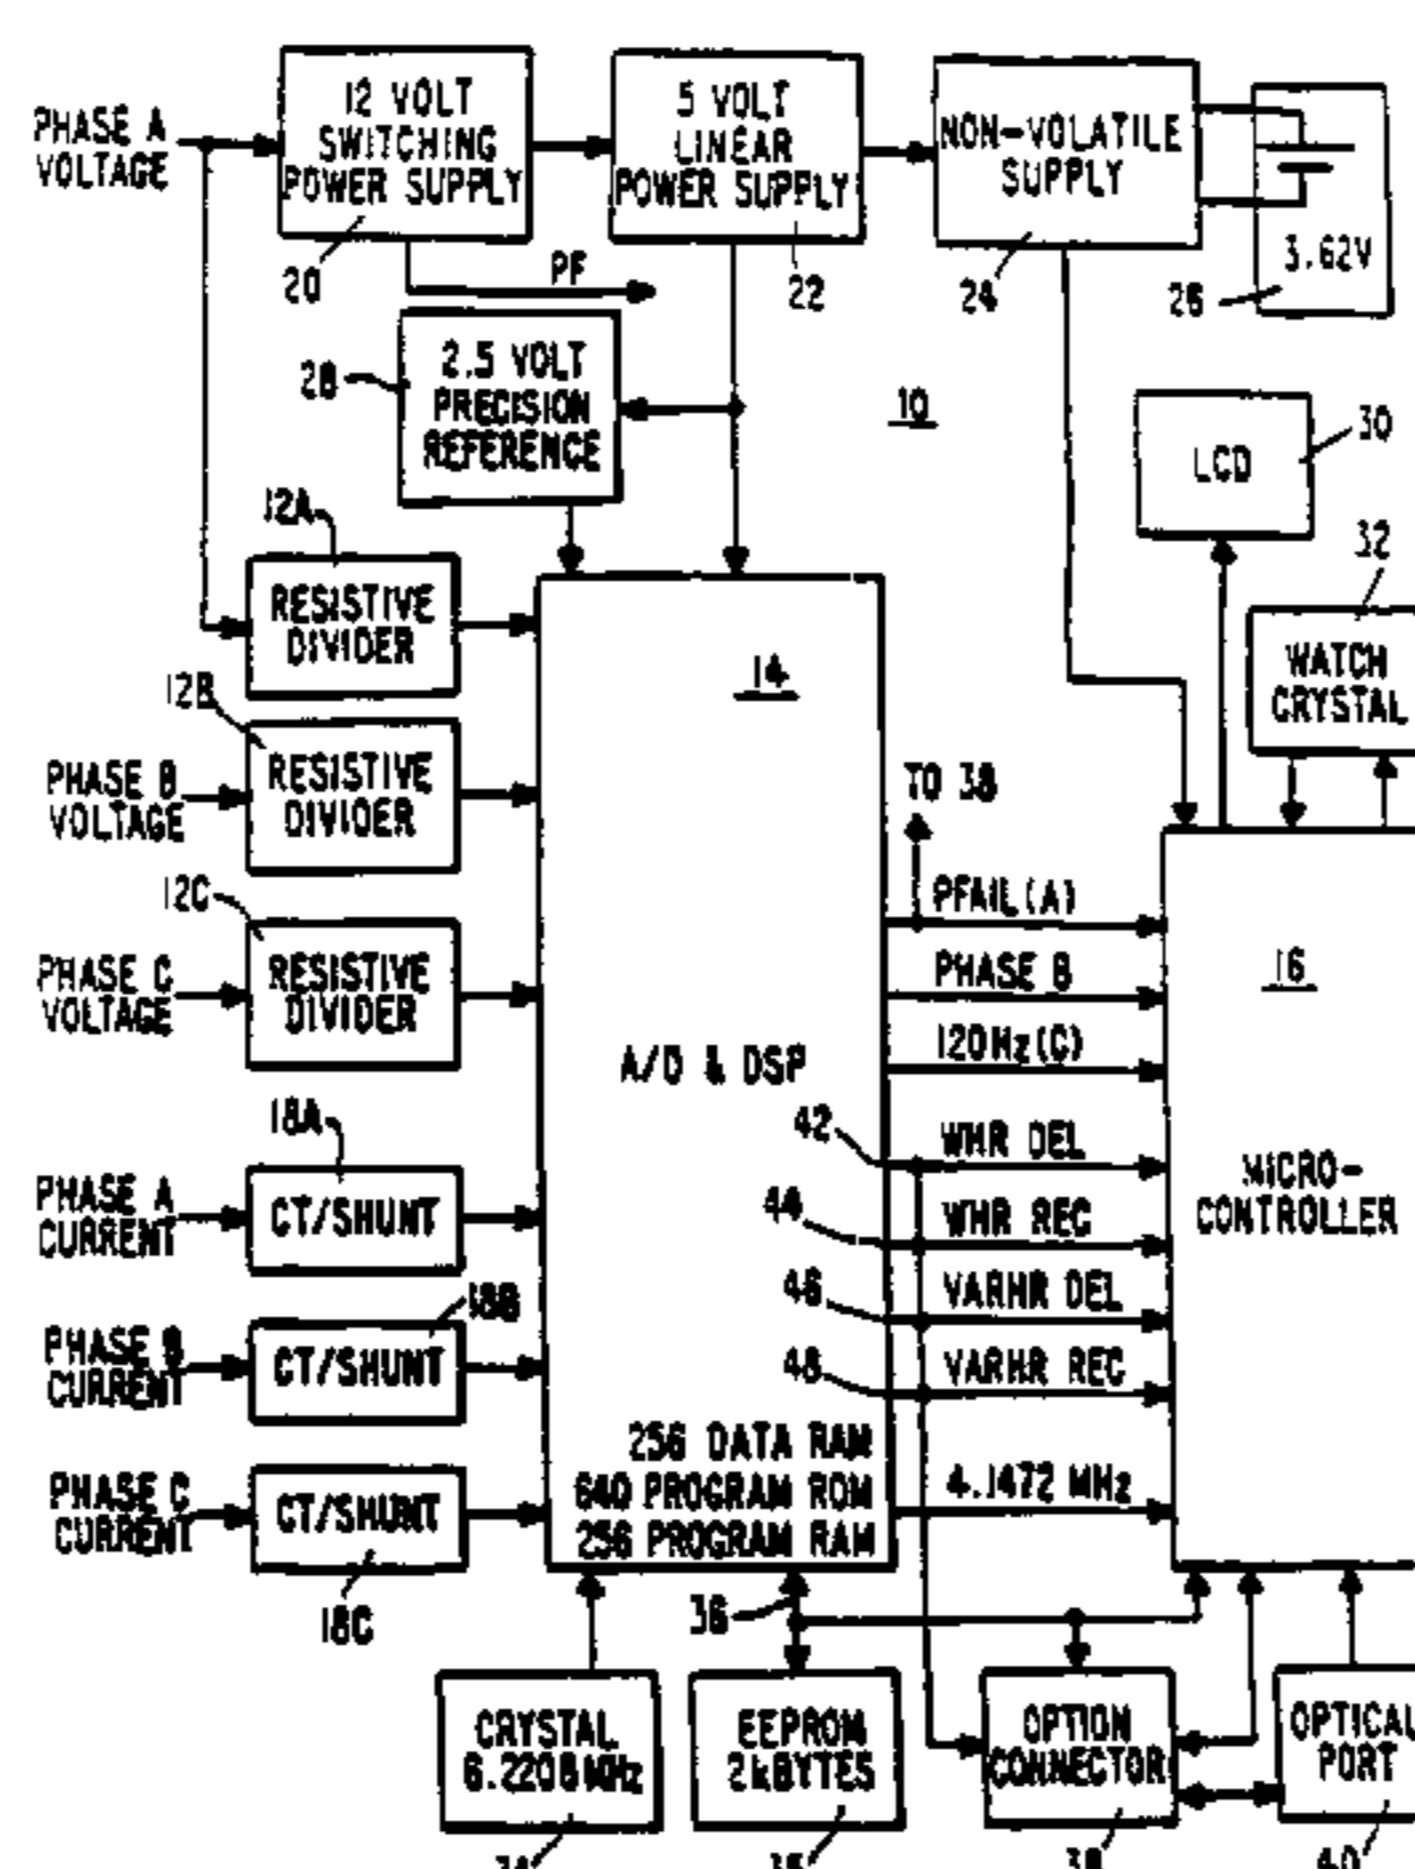 PHASE A
VOLTAGE
12 VOLT
SWITCHING
POWER SUPPLY
20
PF
5 VOLT
LINEAR
POWER SUPPLY
22
NON-VOLATILE
SUPPLY
24
3.62V
26
28
2.5 VOLT
PRECISION
REFERENCE
10
LCD
30
32
WATCH
CRYSTAL
12A
RESISTIVE
DIVIDER
12B
PHASE B
VOLTAGE
RESISTIVE
DIVIDER
12C
PHASE C
VOLTAGE
RESISTIVE
DIVIDER
14
A/D & DSP
TO 38
PFAIL(A)
PHASE B
120Hz(C)
42
WHR DEL
44
WHR REC
46
VARHR DEL
48
VARHR REC
4.1472 MHz
16
MICRO-
CONTROLLER
18A
PHASE A
CURRENT
CT/SHUNT
18B
PHASE B
CURRENT
CT/SHUNT
PHASE C
CURRENT
CT/SHUNT
18C
256 DATA RAM
640 PROGRAM ROM
256 PROGRAM RAM
36
CRYSTAL
6.2208MHz
EEPROM
2kBYTES
OPTION
CONNECTOR
OPTICAL
PORT